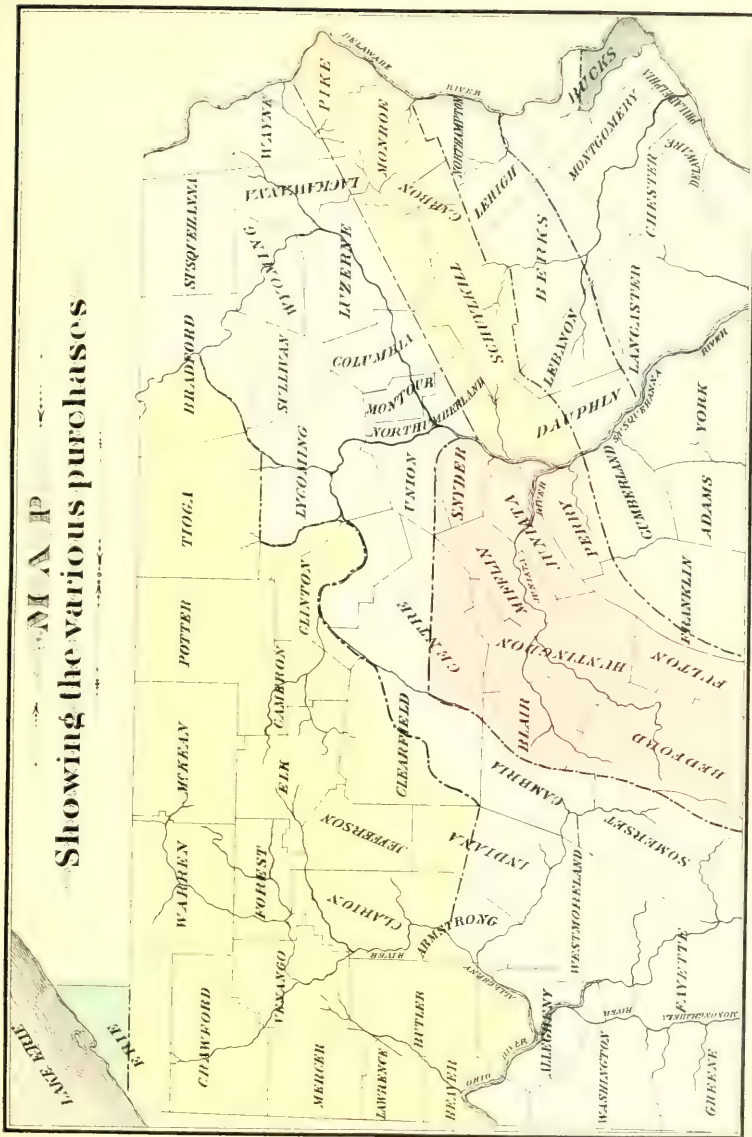 MAP
Showing the various purchases
LAKE ERIE
ERIE
CRAWFORD
WARREN
MCKEAN
POTTER
TIOGA
BRADFORD
SUSQUEHANNA
WAYNE
PIKE
DELAWARE
RIVER
MERCER
VENANGO
FOREST
ELK
CAMERON
CLINTON
LYCOMING
SULLIVAN
WYOMING
LACKAWANNA
LUZERNE
MONROE
LAWRENCE
BUTLER
CLARION
JEFFERSON
CLEARFIELD
CENTRE
UNION
COLUMBIA
MONTOUR
NORTHUMBERLAND
CARBON
NORTHAMPTON
BEAVER
ARMSTRONG
RIVER
ALLEGHENY
INDIANA
SNYDER
SCHUYLKILL
LEHIGH
OHIO
RIVER
ALLEGHENY
WESTMORELAND
CAMBRIA
BLAIR
HUNTINGDON
MIFFLIN
JUNIATA
JUNIATA
RIVER
PERRY
DAUPHIN
LEBANON
BERKS
MONTGOMERY
BUCKS
WASHINGTON
GREENE
FAYETTE
MONONGAHELA
RIVER
SOMERSET
BEDFORD
FULTON
FRANKLIN
CUMBERLAND
ADAMS
YORK
SUSQUEHANNA
RIVER
LANCASTER
CHESTER
DELAWARE
PHILADELPHIA